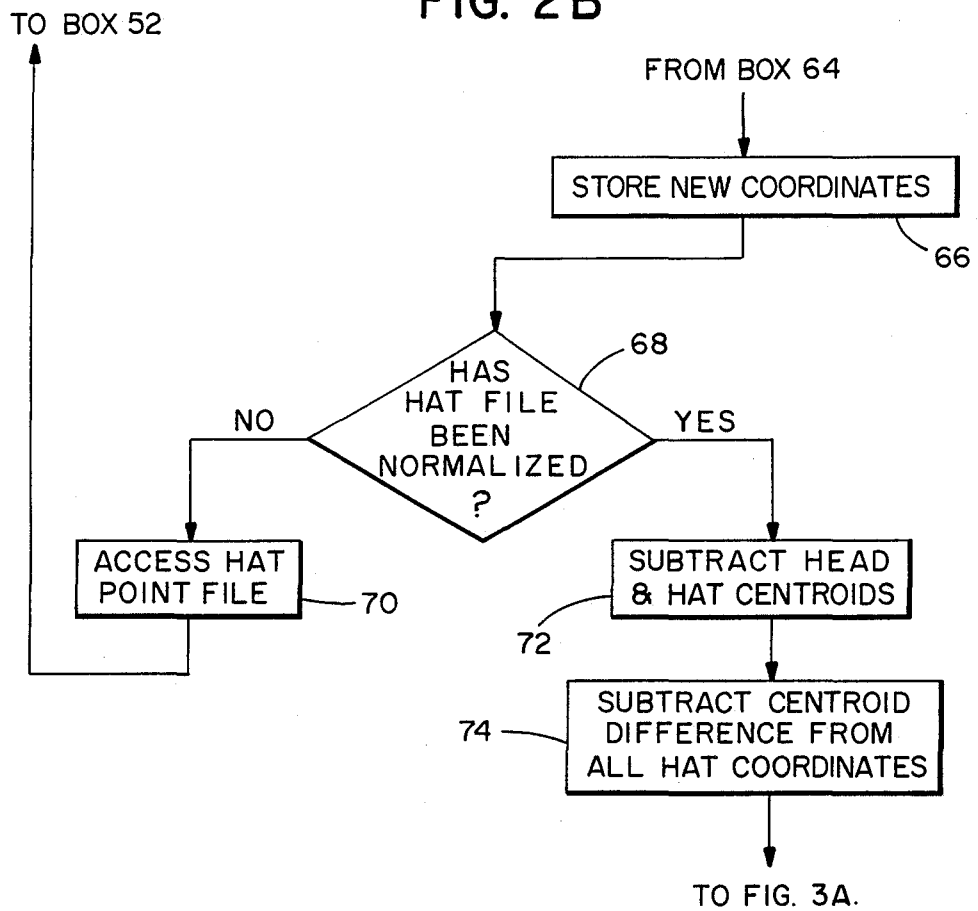 FIG. 2B
TO BOX 52
FROM BOX 64
STORE NEW COORDINATES
66
68
HAS
HAT FILE
BEEN
NORMALIZED
?
NO
YES
ACCESS HAT
POINT FILE
70
SUBTRACT HEAD
& HAT CENTROIDS
72
SUBTRACT CENTROID
DIFFERENCE FROM
ALL HAT COORDINATES
74
TO FIG. 3A.